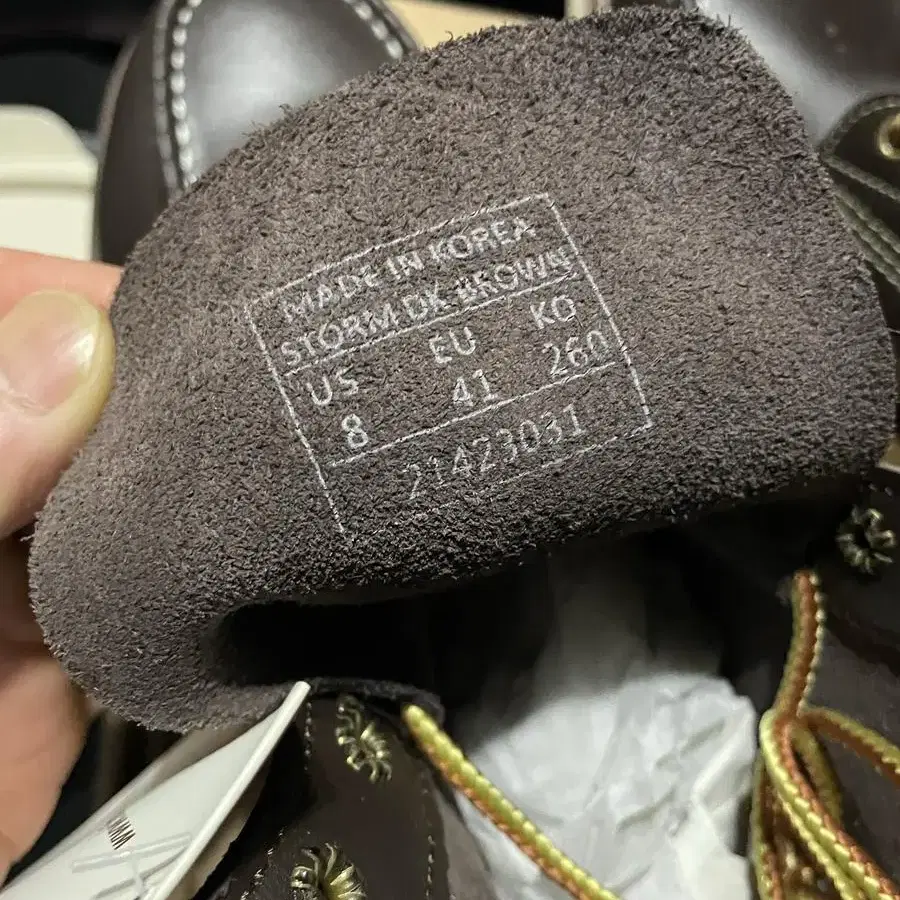 MADE IN KOREA
STORM DK-BROWN
US EU KO
8 41 260
21423031